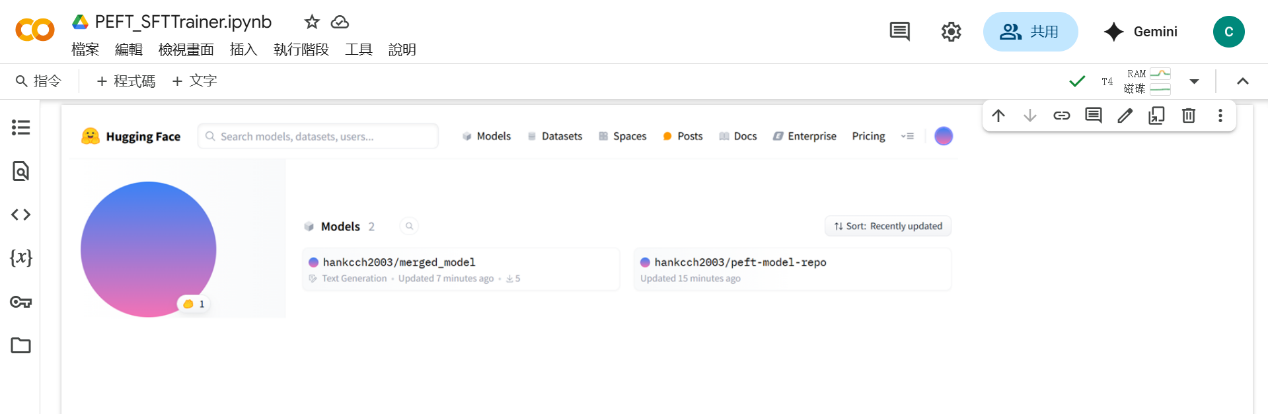 PEFT_SFTTrainer.ipynb
檔案 編輯 檢視畫面 插入 執行階段 工具 說明
共用 Gemini C
指令 + 程式碼 + 文字
T4 RAM
磁碟
Hugging Face Search models, datasets, users... Models Datasets Spaces Posts Docs Enterprise Pricing
Models 2
Sort: Recently updated
hankcch2003/merged_model
Text Generation • Updated 7 minutes ago • 5
hankcch2003/peft-model-repo
Updated 15 minutes ago
1
{x}